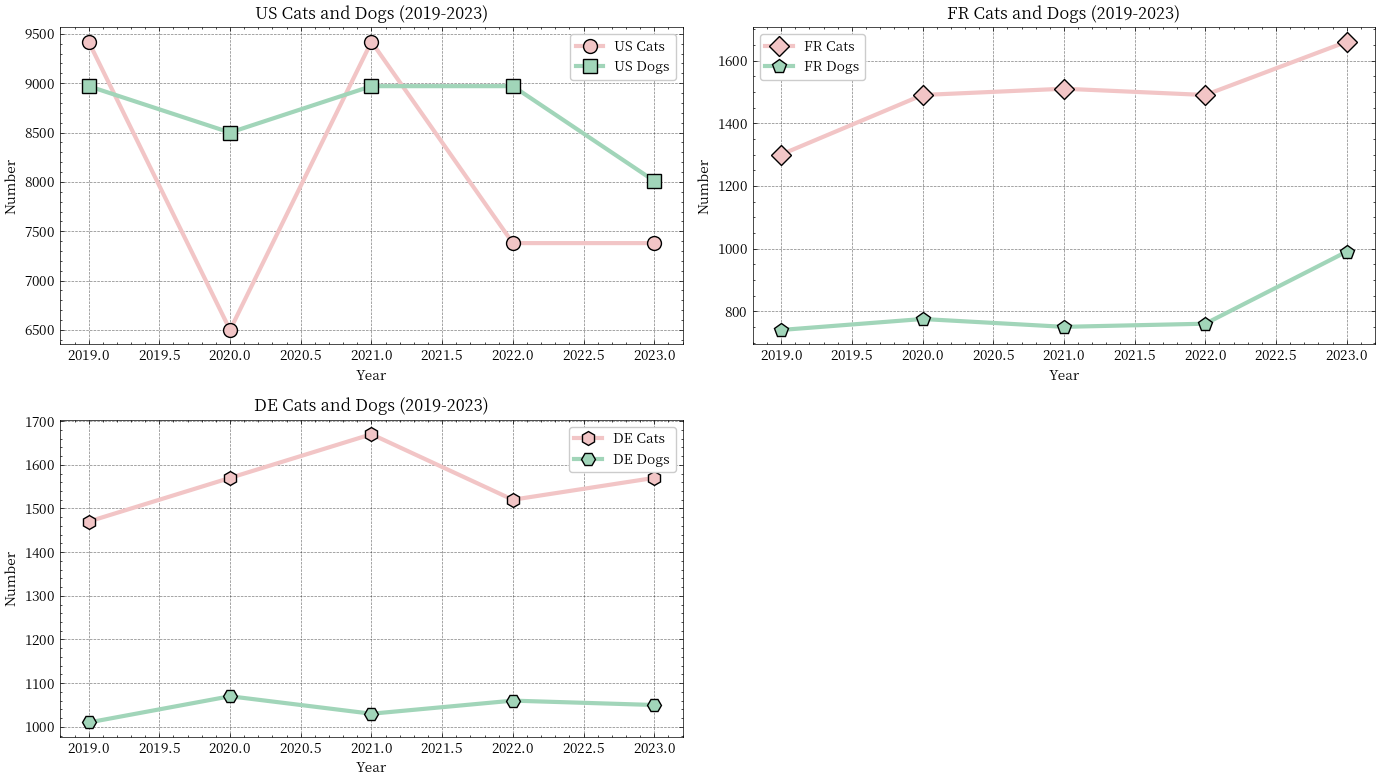 US Cats and Dogs (2019-2023)
US Cats
US Dogs
9500
9000
8500
8000
7500
7000
6500
Number
2019.0 2019.5 2020.0 2020.5 2021.0 2021.5 2022.0 2022.5 2023.0
Year
FR Cats and Dogs (2019-2023)
FR Cats
FR Dogs
1600
1400
1200
1000
800
Number
2019.0 2019.5 2020.0 2020.5 2021.0 2021.5 2022.0 2022.5 2023.0
Year
DE Cats and Dogs (2019-2023)
DE Cats
DE Dogs
1700
1600
1500
1400
1300
1200
1100
1000
Number
2019.0 2019.5 2020.0 2020.5 2021.0 2021.5 2022.0 2022.5 2023.0
Year